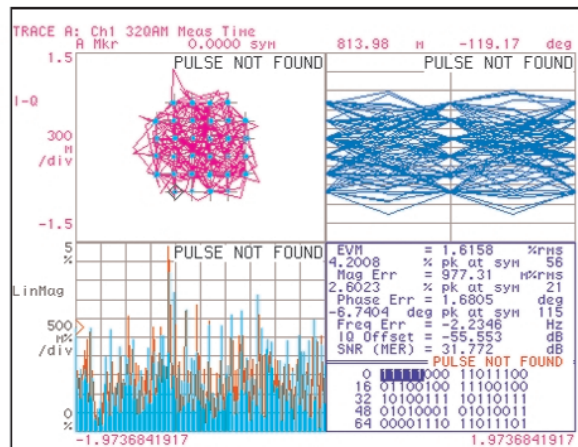 TRACE A: Ch1 320AM Meas Time
A Mkr 0.0000 sym 813.98 m -119.17 deg
1.5
PULSE NOT FOUND
PULSE NOT FOUND
I-Q
300
M
/div
-1.5
5
%
PULSE NOT FOUND
LinMag
500
m%
/div
0
%
-1.9736841917 1.9736841917
EVM = 1.6158 %rms
4.2008 % pk at sym 56
Mag Err = 977.31 m%rms
2.6023 % pk at sym 21
Phase Err = 1.6805 deg
-6.7404 deg pk at sym 115
Freq Err = -2.2346 Hz
IQ Offset = -55.553 dB
SNR (MER) = 31.772 dB
PULSE NOT FOUND
0 11111000 11011100
16 00110100 11100100
32 10100111 10101011
48 01010001 01010011
64 00001110 11011101